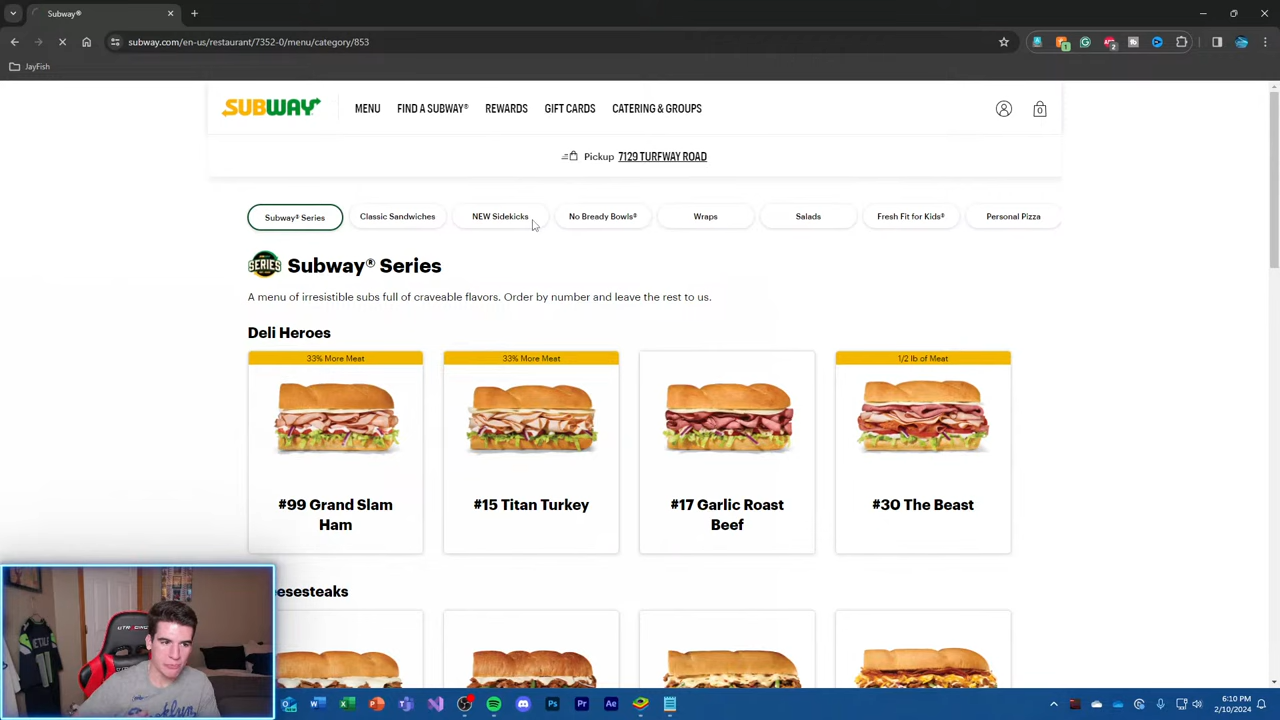 Subway®
subway.com/en-us/restaurant/7352-0/menu/category/853
JayFish
SUBWAY
MENU
FIND A SUBWAY®
REWARDS
GIFT CARDS
CATERING & GROUPS
0
Pickup 7129 TURFWAY ROAD
Subway® Series
Classic Sandwiches
NEW Sidekicks
No Bready Bowls®
Wraps
Salads
Fresh Fit for Kids®
Personal Pizza
SERIES
Subway® Series
A menu of irresistible subs full of craveable flavors. Order by number and leave the rest to us.
Deli Heroes
33% More Meat
33% More Meat
1/2 lb of Meat
#99 Grand Slam
Ham
#15 Titan Turkey
#17 Garlic Roast
Beef
#30 The Beast
esesteaks
6:10 PM
2/10/2024